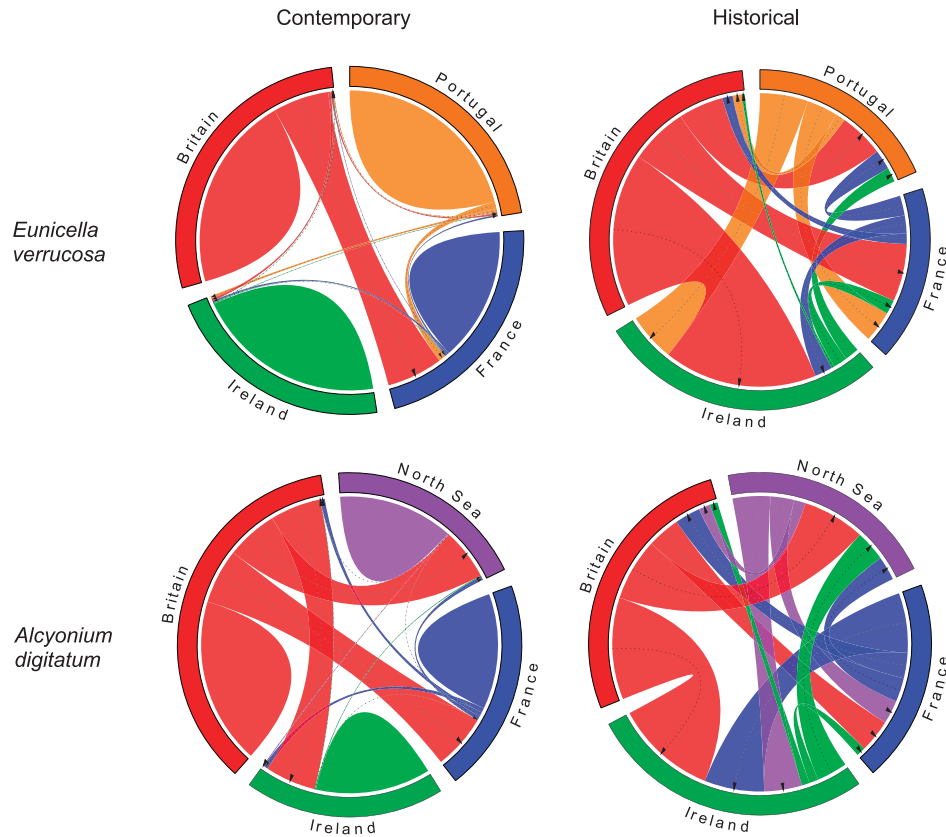 Contemporary
Historical
Eunicella
verrucosa
Britain
Portugal
Ireland
France
Britain
Portugal
Ireland
France
Alcyonium
digitatum
Britain
North Sea
Ireland
France
Britain
North Sea
Ireland
France